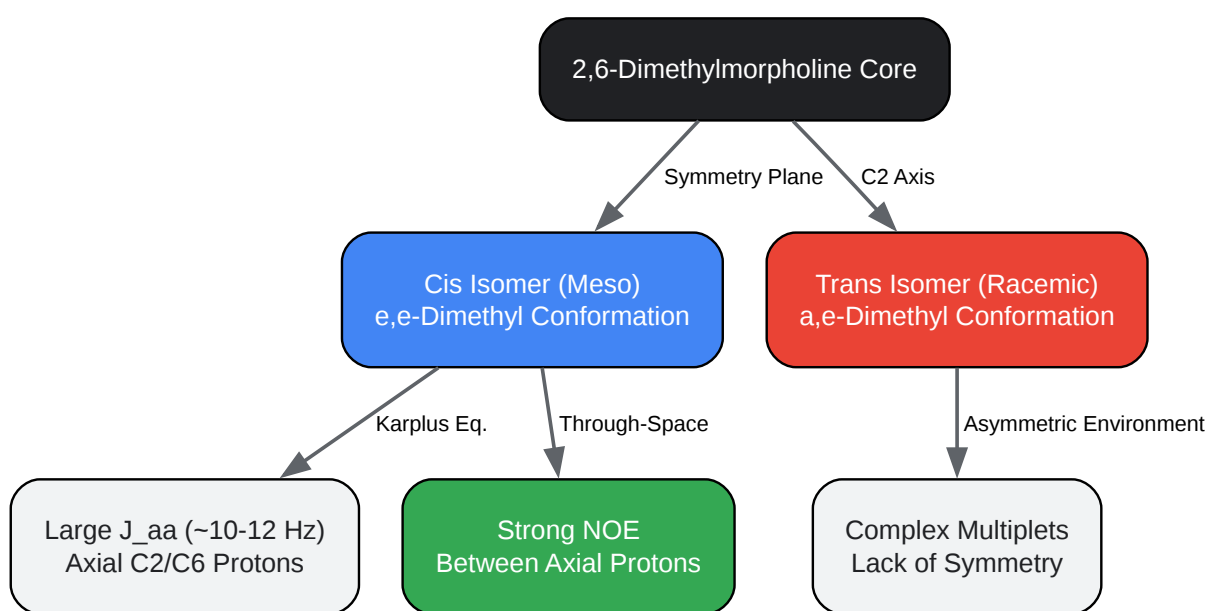 2,6-Dimethylmorpholine Core
Symmetry Plane
C2 Axis
Cis Isomer (Meso)
e,e-Dimethyl Conformation
Trans Isomer (Racemic)
a,e-Dimethyl Conformation
Karplus Eq.
Through-Space
Asymmetric Environment
Large J_aa (~10-12 Hz)
Axial C2/C6 Protons
Strong NOE
Between Axial Protons
Complex Multiplets
Lack of Symmetry